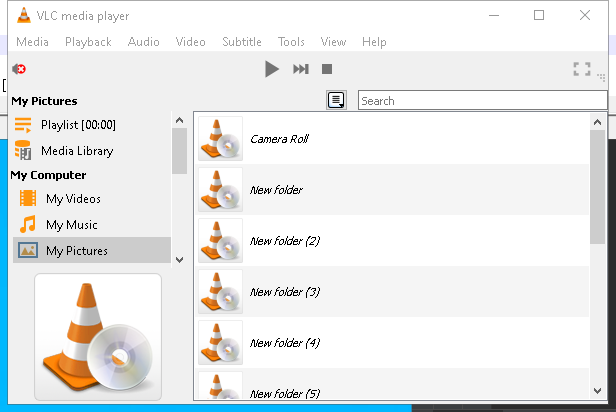 VLC media player
Media Playback Audio Video Subtitle Tools View Help
My Pictures
Search
Playlist [00:00]
Media Library
My Computer
My Videos
My Music
My Pictures
Camera Roll
New folder
New folder (2)
New folder (3)
New folder (4)
New folder (5)